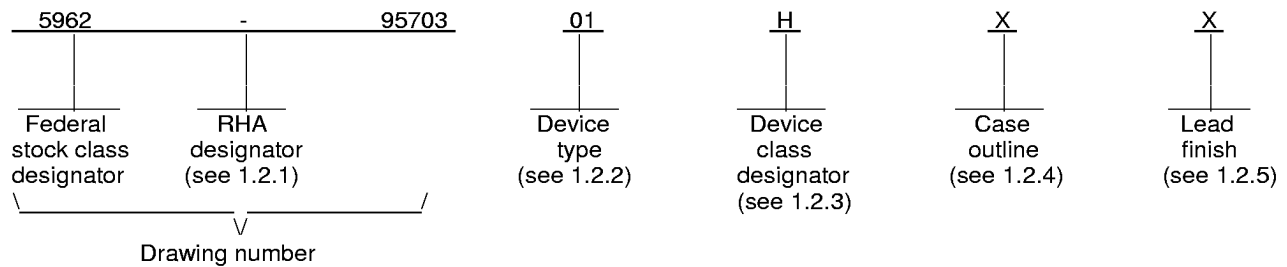 5962 - 95703 01 H X X
Federal RHA Device Device Case Lead
stock class designator type class outline finish
designator (see 1.2.1) (see 1.2.2) designator (see 1.2.4) (see 1.2.5)
(see 1.2.3)
Drawing number